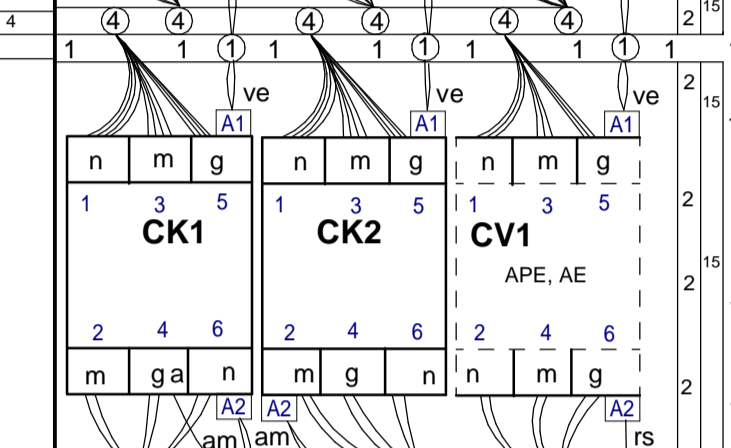 15
4 4 4 4 4 4 4 2
1 1 1 1 1 1 1 1 1 1
2
ve ve ve 15
A1 A1 A1
n m g n m g n m g
1 3 5 1 3 5 1 3 5 2
CK1 CK2 CV1
15
APE, AE 2
2 4 6 2 4 6 2 4 6
m g a n m g n n m g 2
A2 A2 A2
am am rs